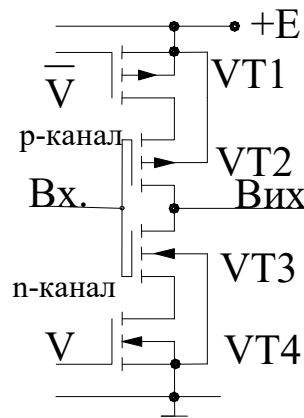 +E
V̅ VT1
p-канал
VT2
Вх. Вих
VT3
n-канал
V VT4